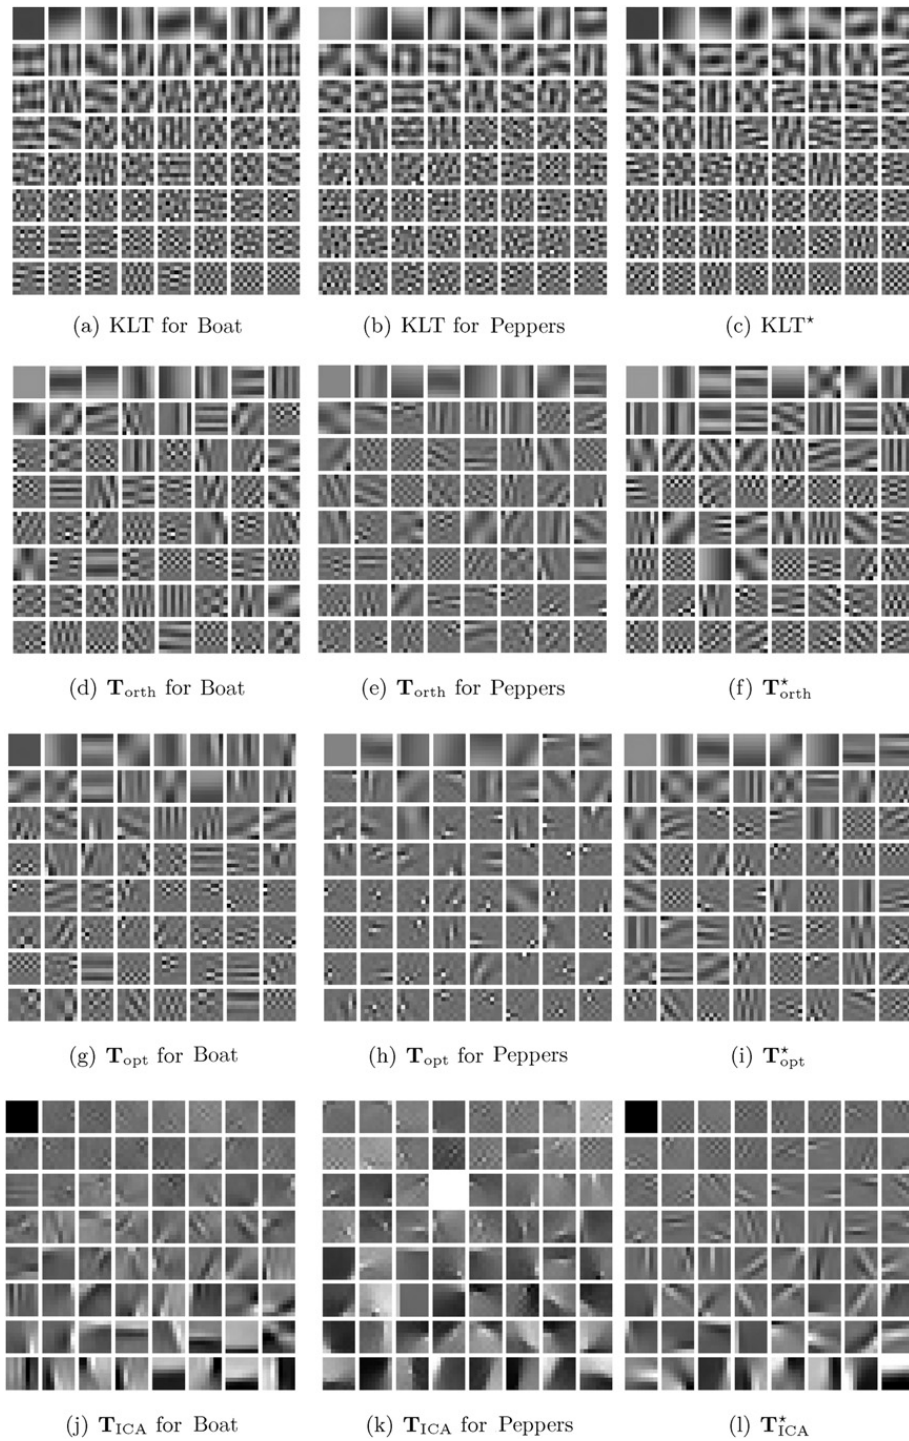 (a) KLT for Boat
(b) KLT for Peppers
(c) KLT⋆
(d) T_orth for Boat
(e) T_orth for Peppers
(f) T⋆_orth
(g) T_opt for Boat
(h) T_opt for Peppers
(i) T⋆_opt
(j) T_ICA for Boat
(k) T_ICA for Peppers
(l) T⋆_ICA